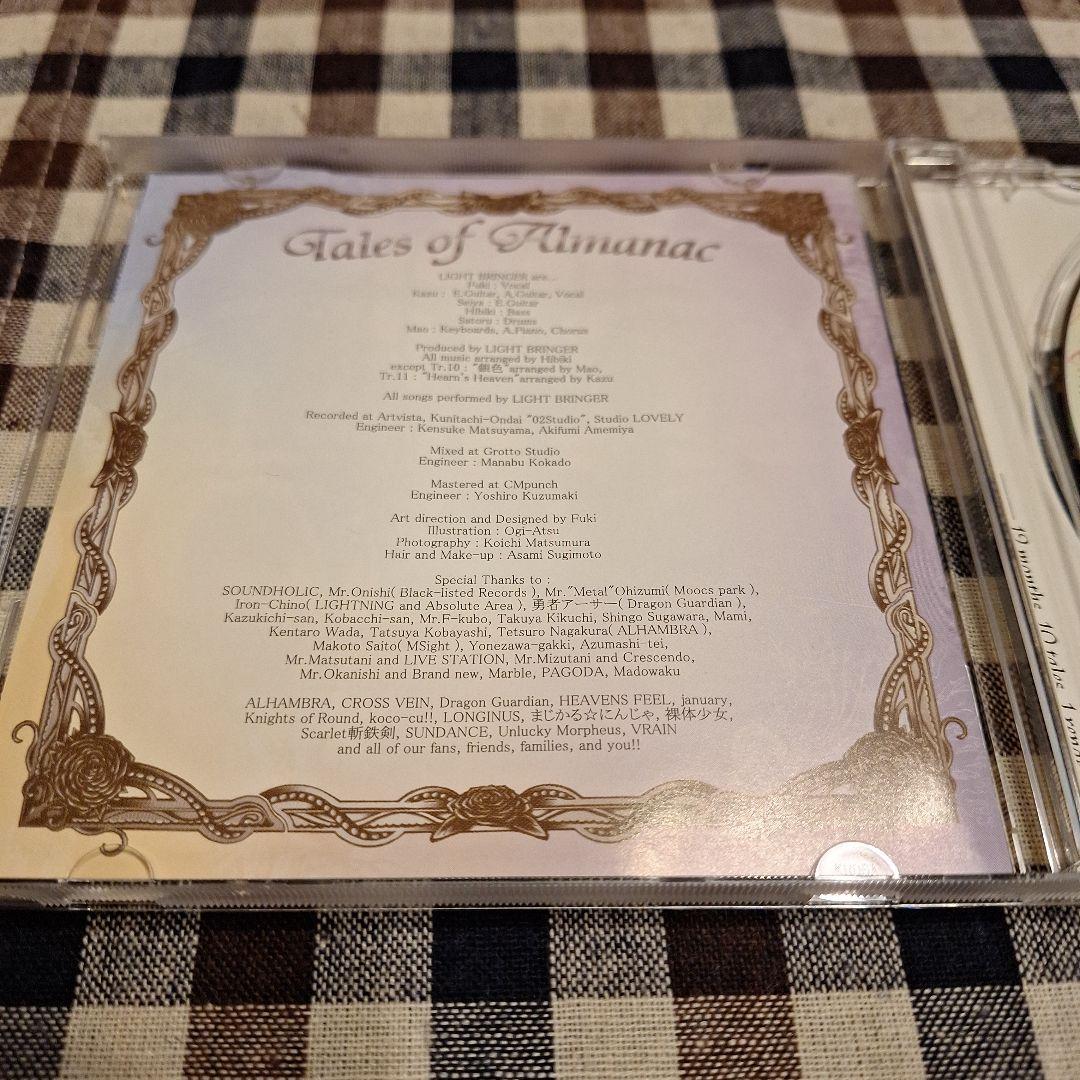 Tales of Almanac
LIGHT BRINGER are...
Fuki : Vocal
Kazu : E.Guitar, A.Guitar, Vocal
Seiya : E.Guitar
Hibiki : Bass
Satoru : Drums
Mao : Keyboards, A.Piano, Chorus
Produced by LIGHT BRINGER
All music arranged by Hibiki
except Tr.10 : "銀色"arranged by Mao,
Tr.11 : "Hearn's Heaven"arranged by Kazu
All songs performed by LIGHT BRINGER
Recorded at Artvista, Kunitachi-Ondai "02Studio", Studio LOVELY
Engineer : Kensuke Matsuyama, Akifumi Amemiya
Mixed at Grotto Studio
Engineer : Manabu Kokado
Mastered at CMpunch
Engineer : Yoshiro Kuzumaki
Art direction and Designed by Fuki
Illustration : Ogi-Atsu
Photography : Koichi Matsumura
Hair and Make-up : Asami Sugimoto
Special Thanks to :
SOUNDHOLIC, Mr.Onishi( Black-listed Records ), Mr."Metal"Ohizumi( Moocs park ),
Iron-Chino( LIGHTNING and Absolute Area ), 勇者アーサー( Dragon Guardian ),
Kazukichi-san, Kobacchi-san, Mr.F-kubo, Takuya Kikuchi, Shingo Sugawara, Mami,
Kentaro Wada, Tatsuya Kobayashi, Tetsuro Nagakura( ALHAMBRA ),
Makoto Saito( MSight ), Yonezawa-gakki, Azumashi-tei,
Mr.Matsutani and LIVE STATION, Mr.Mizutani and Crescendo,
Mr.Okanishi and Brand new, Marble, PAGODA, Madowaku
ALHAMBRA, CROSS VEIN, Dragon Guardian, HEAVENS FEEL, january,
Knights of Round, koco-cu!!, LONGINUS, まじかる☆にんじゃ, 裸体少女,
Scarlet斬鉄剣, SUNDANCE, Unlucky Morpheus, VRAIN
and all of our fans, friends, families, and you!!